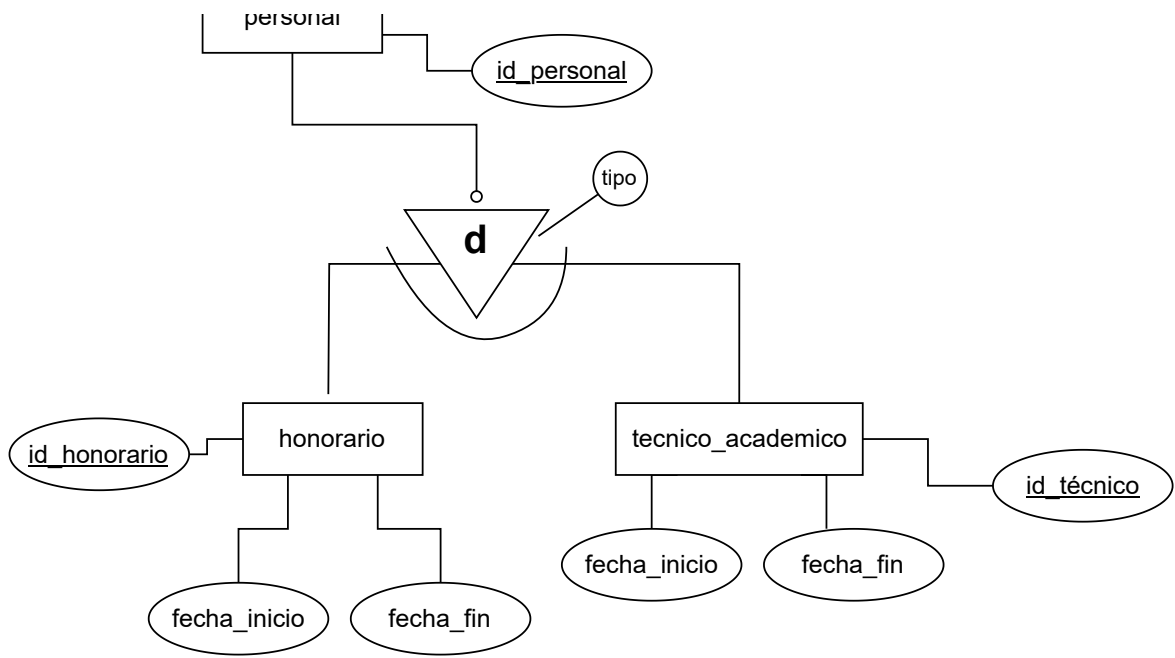 personal
id_personal
tipo
d
honorario
tecnico_academico
id_honorario
id_técnico
fecha_inicio
fecha_fin
fecha_inicio
fecha_fin